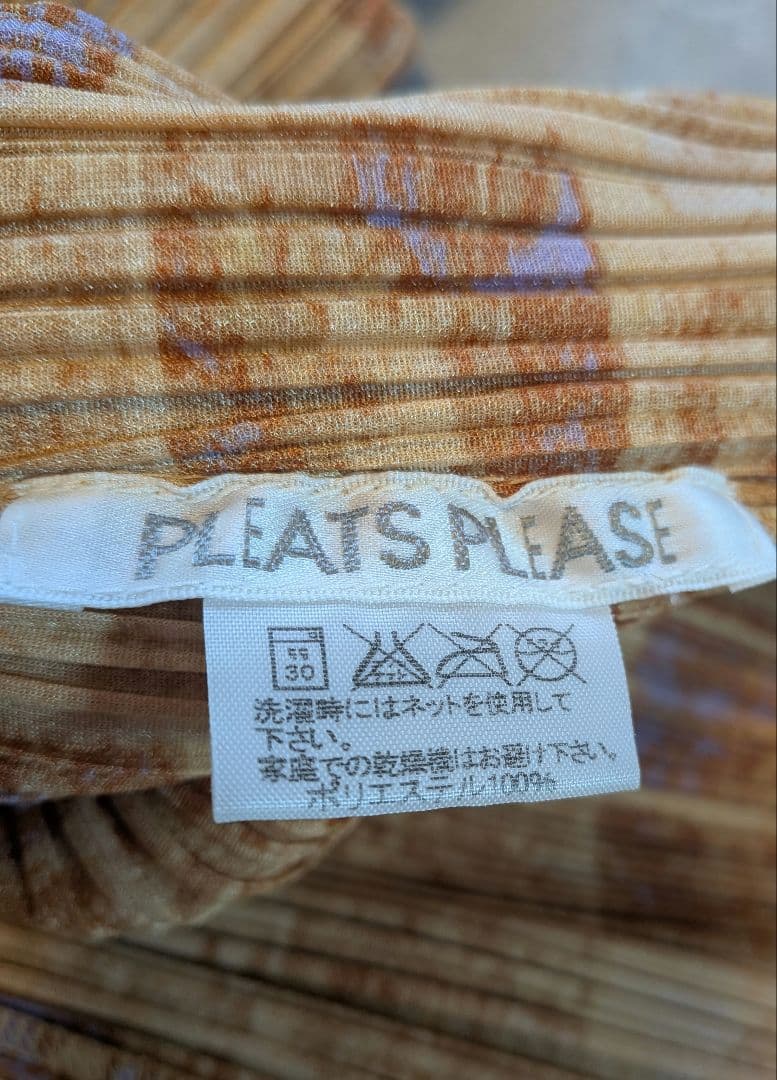 PLEATS PLEASE
弱
30
洗濯時にはネットを使用して
下さい。
家庭での乾燥機はお避け下さい。
ポリエステル100%